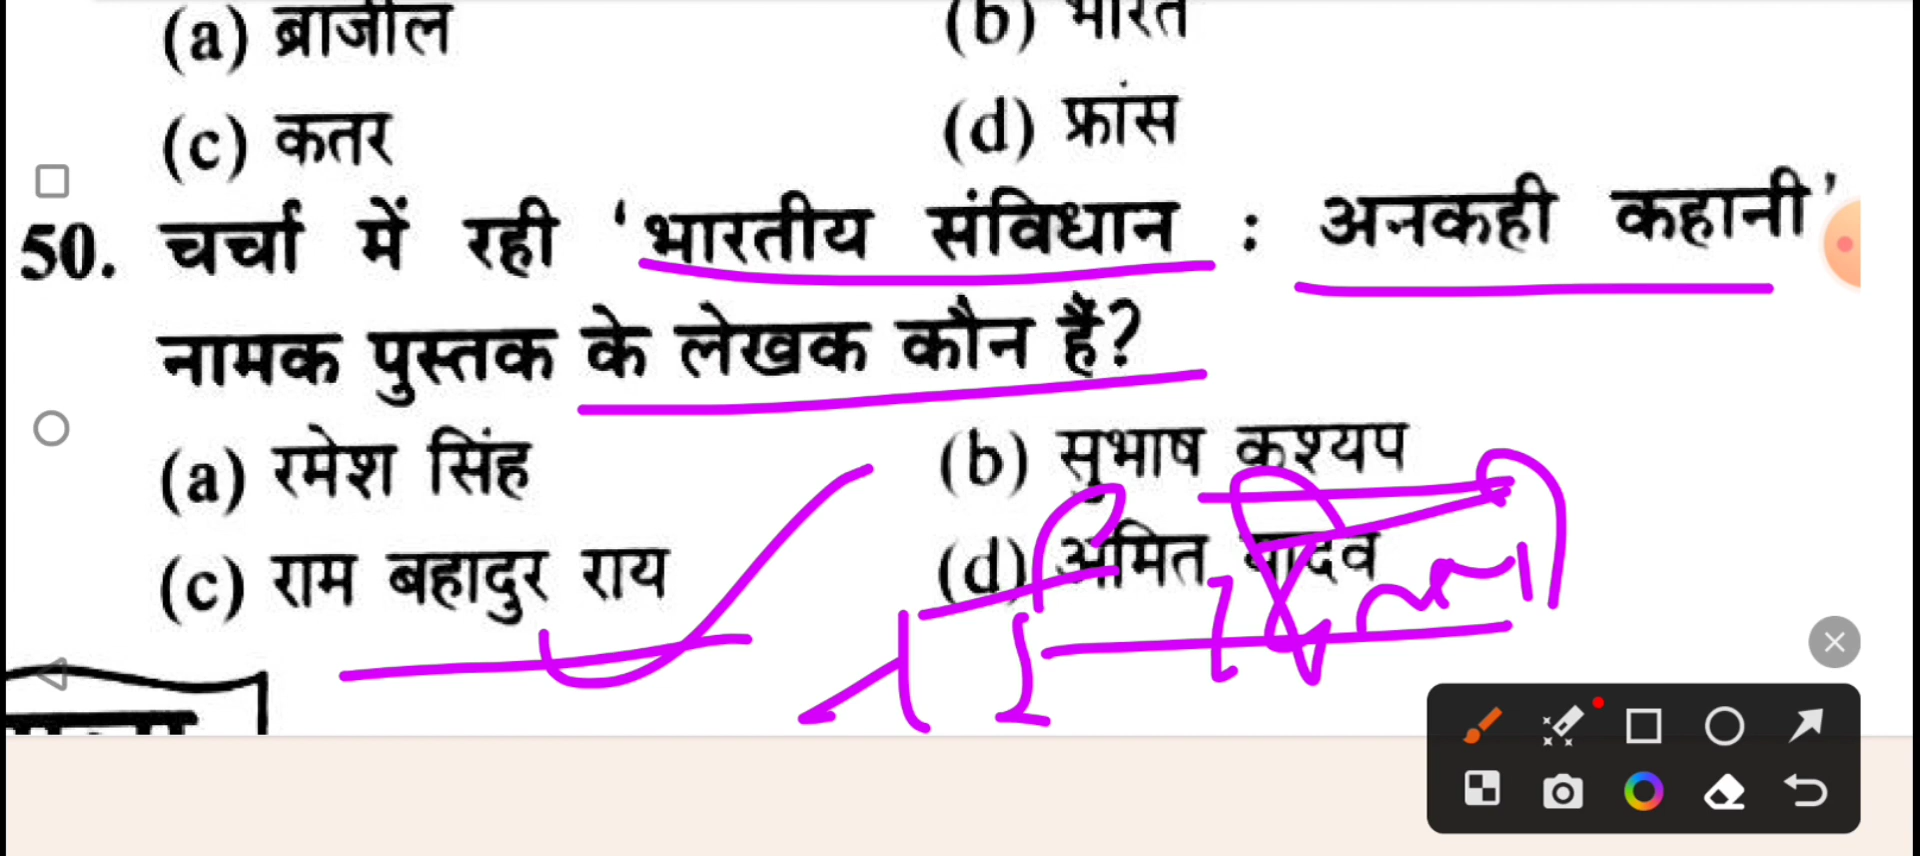 (a) ब्राजील (b) भारत
(c) कतर (d) फ्रांस
50. चर्चा में रही ‘भारतीय संविधान : अनकही कहानी’
नामक पुस्तक के लेखक कौन हैं?
(a) रमेश सिंह (b) सुभाष कश्यप
(c) राम बहादुर राय (d) अमित यादव